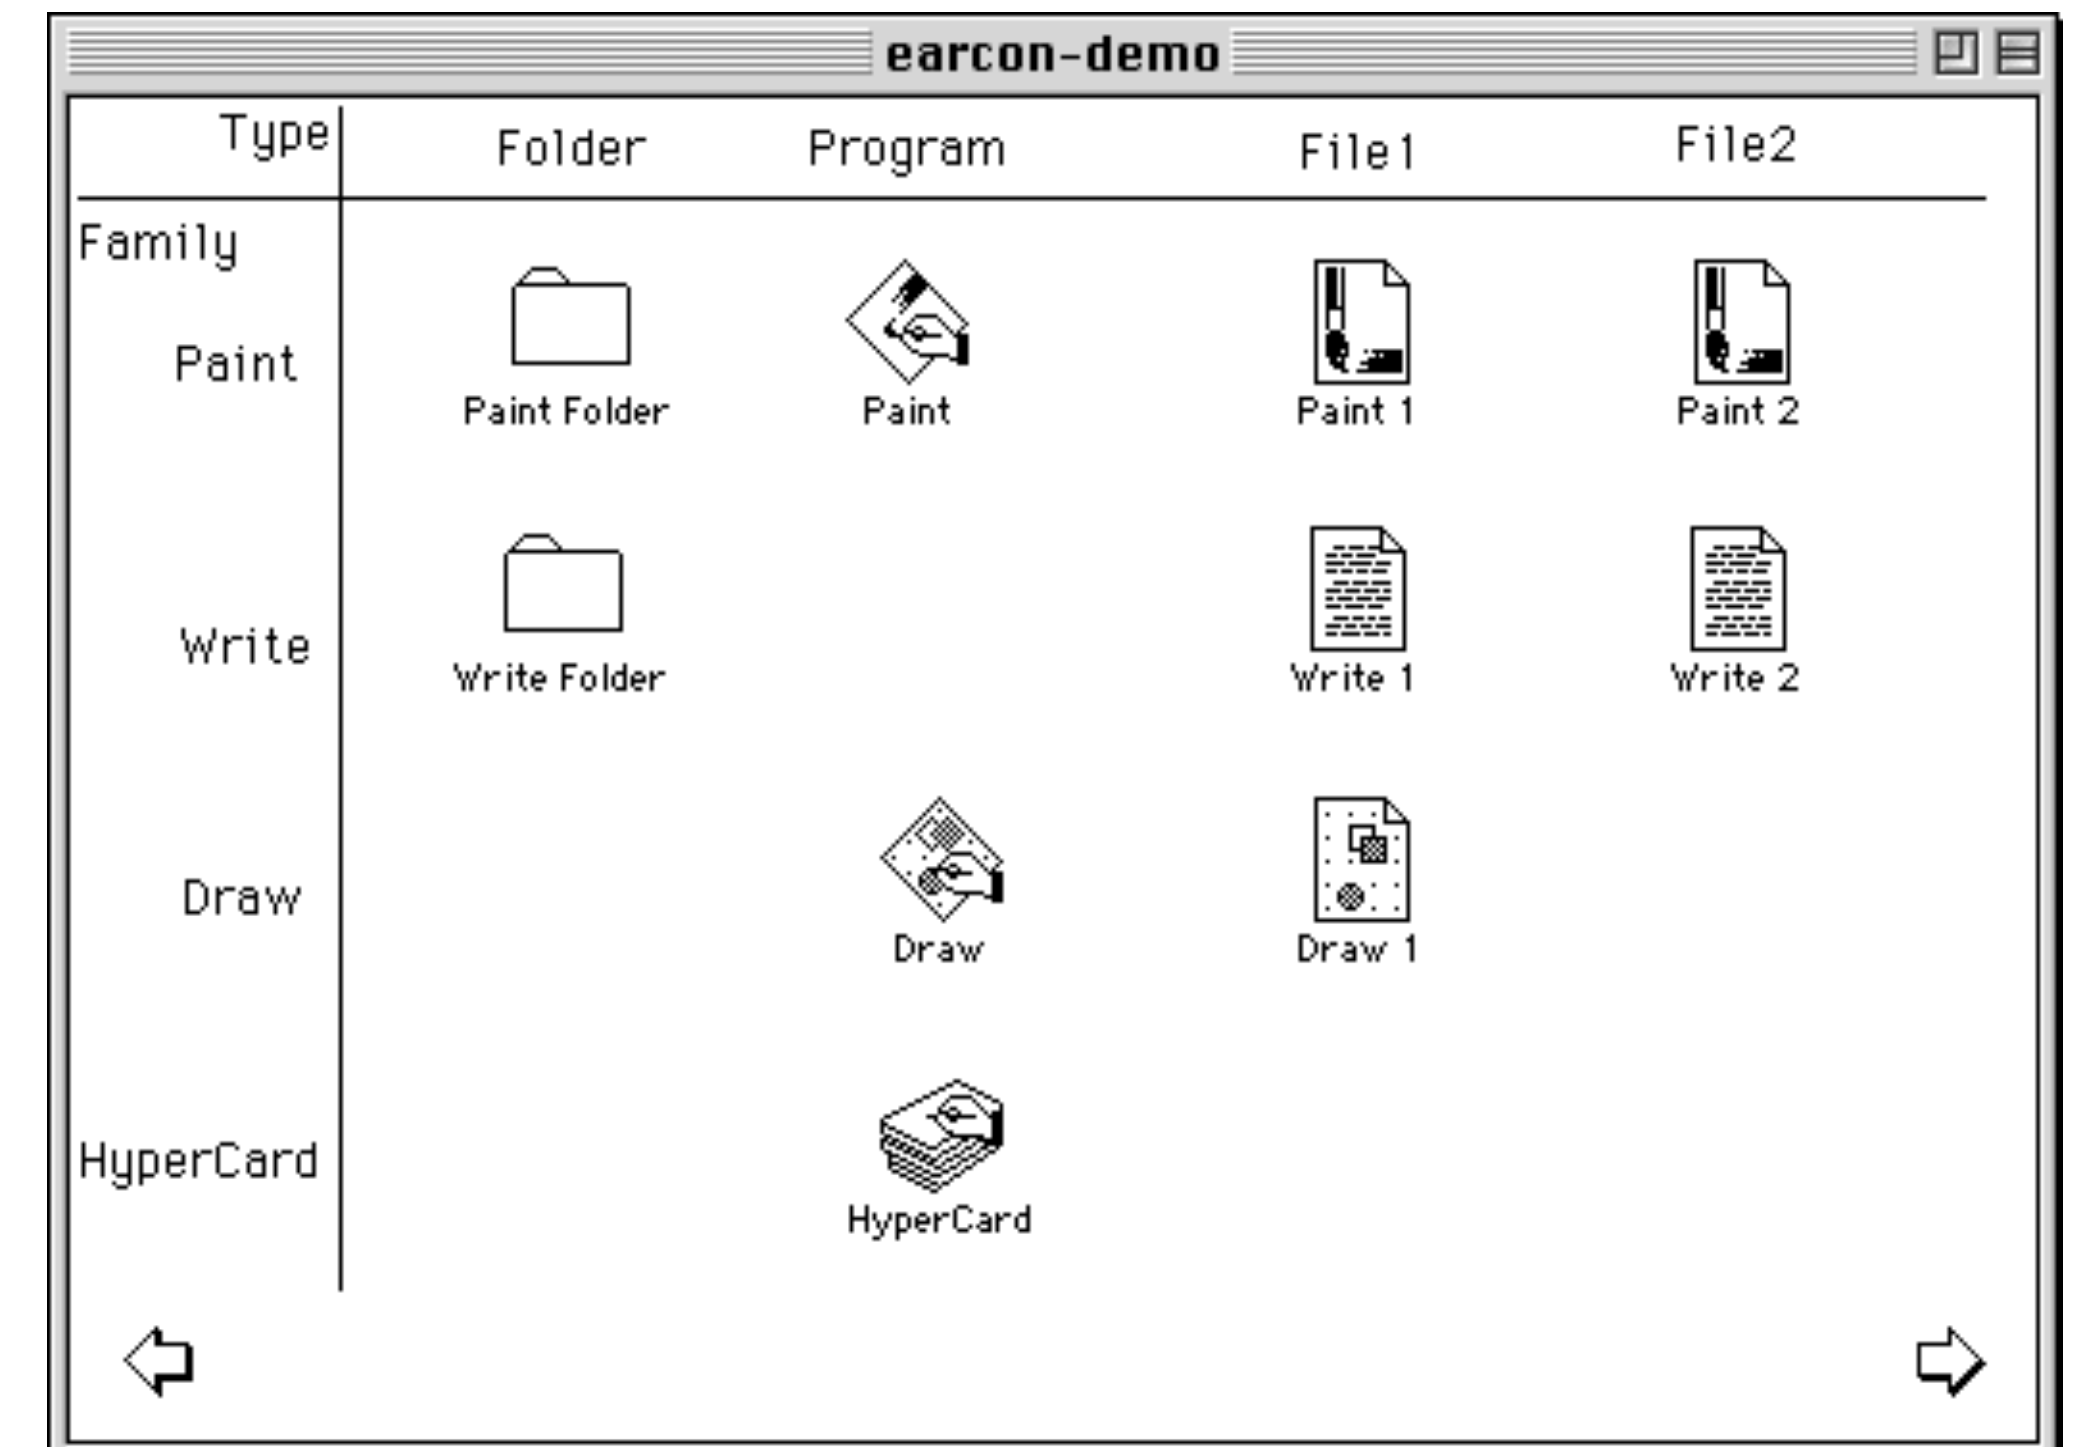 earcon-demo
Type Folder Program File1 File2
Family
Paint
Paint Folder Paint Paint 1 Paint 2
Write
Write Folder Write 1 Write 2
Draw
Draw Draw 1
HyperCard
HyperCard